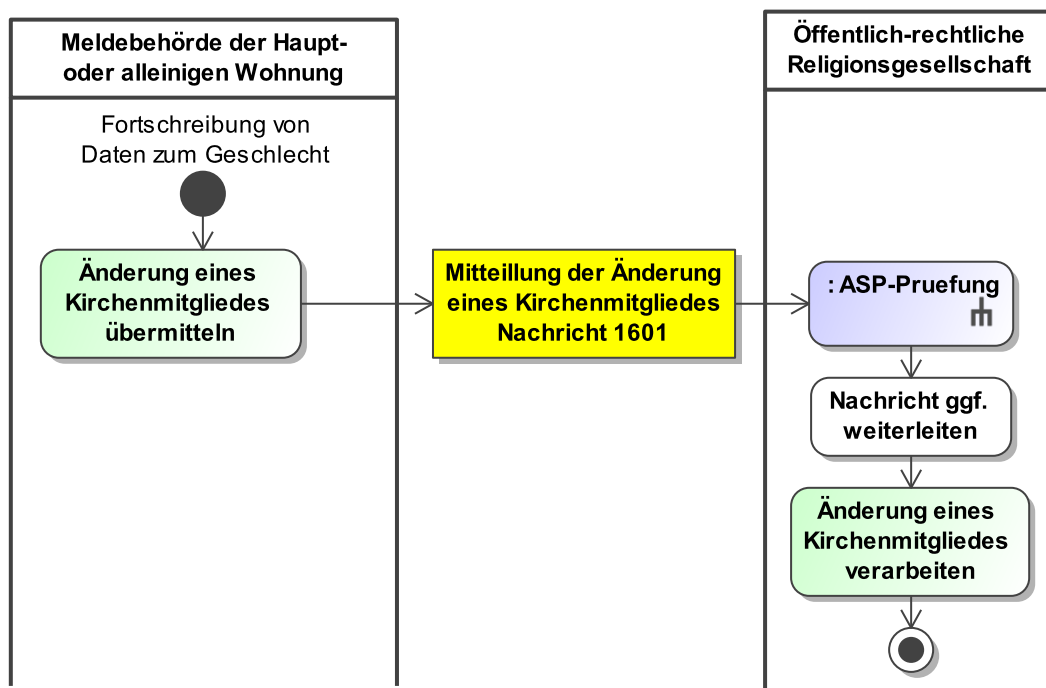 Meldebehörde der Haupt-
oder alleinigen Wohnung
Fortschreibung von
Daten zum Geschlecht
Änderung eines
Kirchenmitgliedes
übermitteln
Mitteillung der Änderung
eines Kirchenmitgliedes
Nachricht 1601
Öffentlich-rechtliche
Religionsgesellschaft
: ASP-Pruefung
Nachricht ggf.
weiterleiten
Änderung eines
Kirchenmitgliedes
verarbeiten